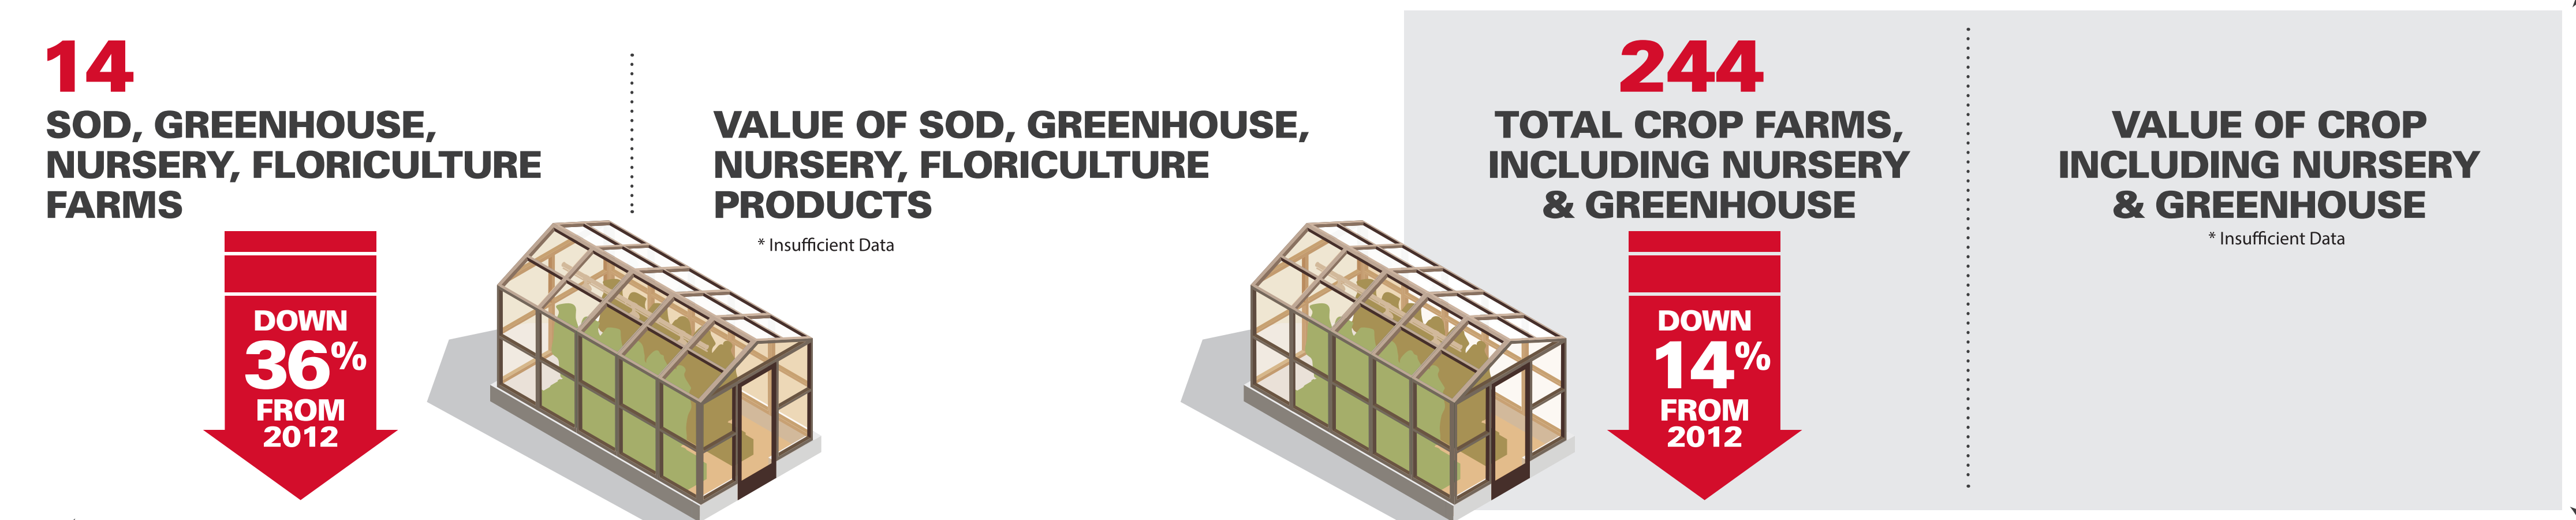 14
SOD, GREENHOUSE,
NURSERY, FLORICULTURE
FARMS
DOWN
36%
FROM
2012
VALUE OF SOD, GREENHOUSE,
NURSERY, FLORICULTURE
PRODUCTS
* Insufficient Data
244
TOTAL CROP FARMS,
INCLUDING NURSERY
& GREENHOUSE
DOWN
14%
FROM
2012
VALUE OF CROP
INCLUDING NURSERY
& GREENHOUSE
* Insufficient Data